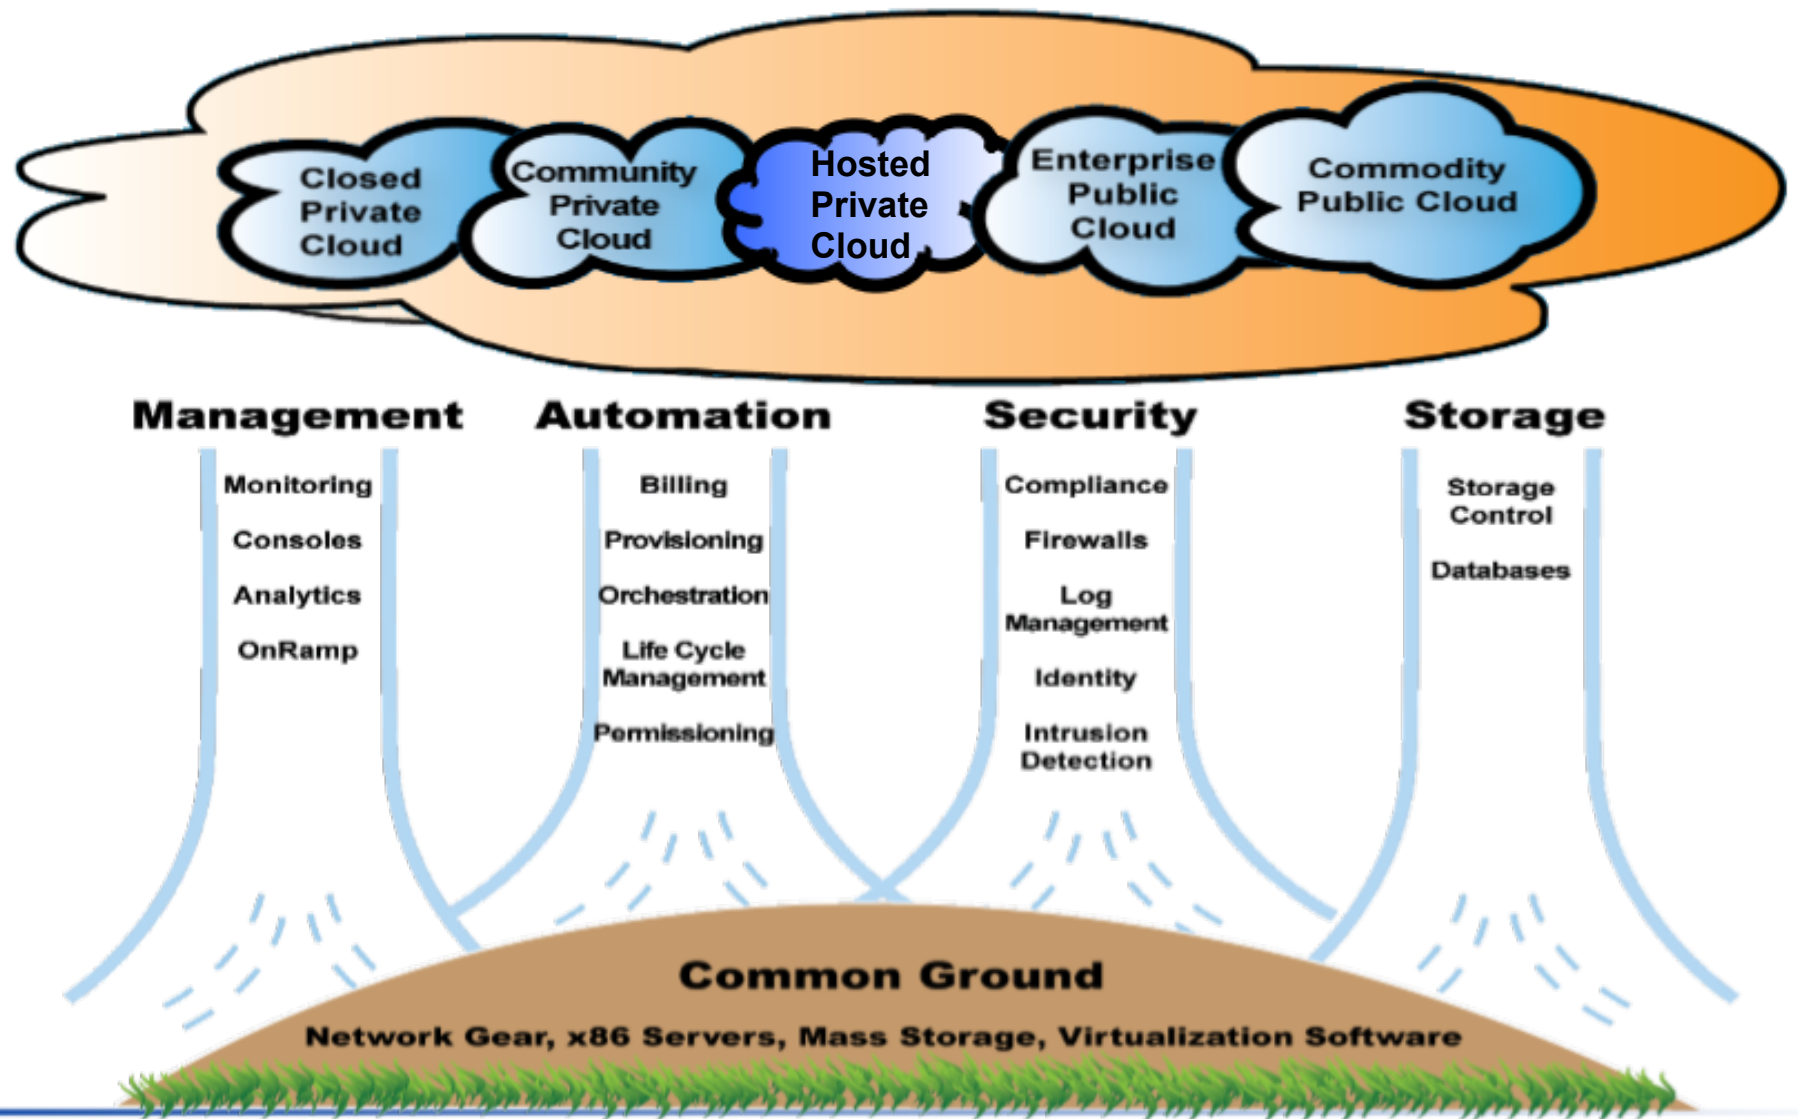 Closed
Private
Cloud
Community
Private
Cloud
Hosted
Private
Cloud
Enterprise
Public
Cloud
Commodity
Public Cloud
Management
Monitoring
Consoles
Analytics
OnRamp
Automation
Billing
Provisioning
Orchestration
Life Cycle
Management
Permissioning
Security
Compliance
Firewalls
Log
Management
Identity
Intrusion
Detection
Storage
Storage
Control
Databases
Common Ground
Network Gear, x86 Servers, Mass Storage, Virtualization Software